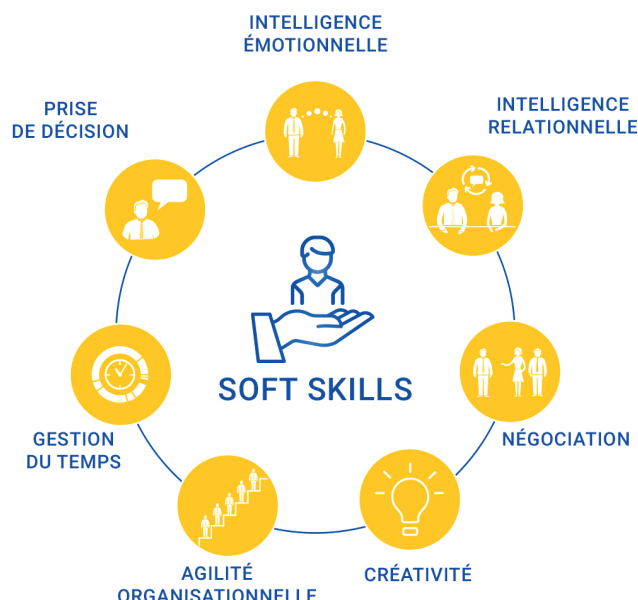 INTELLIGENCE
ÉMOTIONNELLE
INTELLIGENCE
RELATIONNELLE
NÉGOCIATION
CRÉATIVITÉ
AGILITÉ
ORGANISATIONNELLE
GESTION
DU TEMPS
PRISE
DE DÉCISION
SOFT SKILLS